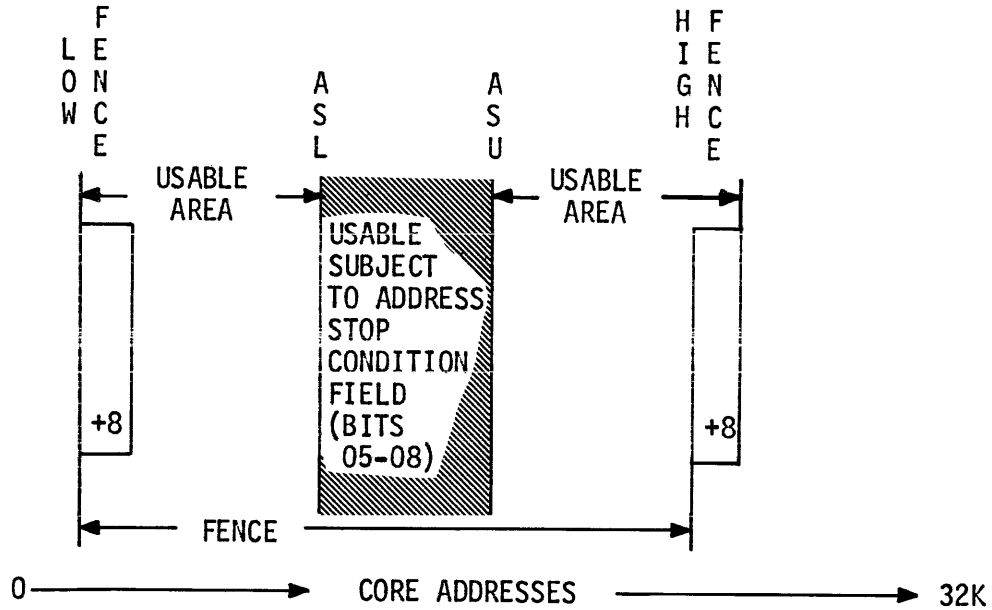 LOW FENCE
ASL
ASU
HIGH FENCE
USABLE
AREA
USABLE
AREA
USABLE
SUBJECT
TO ADDRESS
STOP
CONDITION
FIELD
(BITS
05-08)
+8
+8
FENCE
0 CORE ADDRESSES 32K